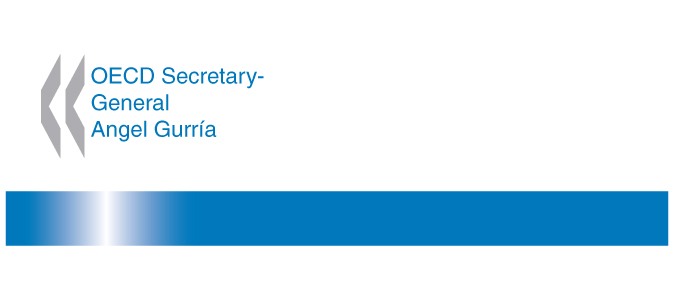 OECD Secretary-
General
Angel Gurría